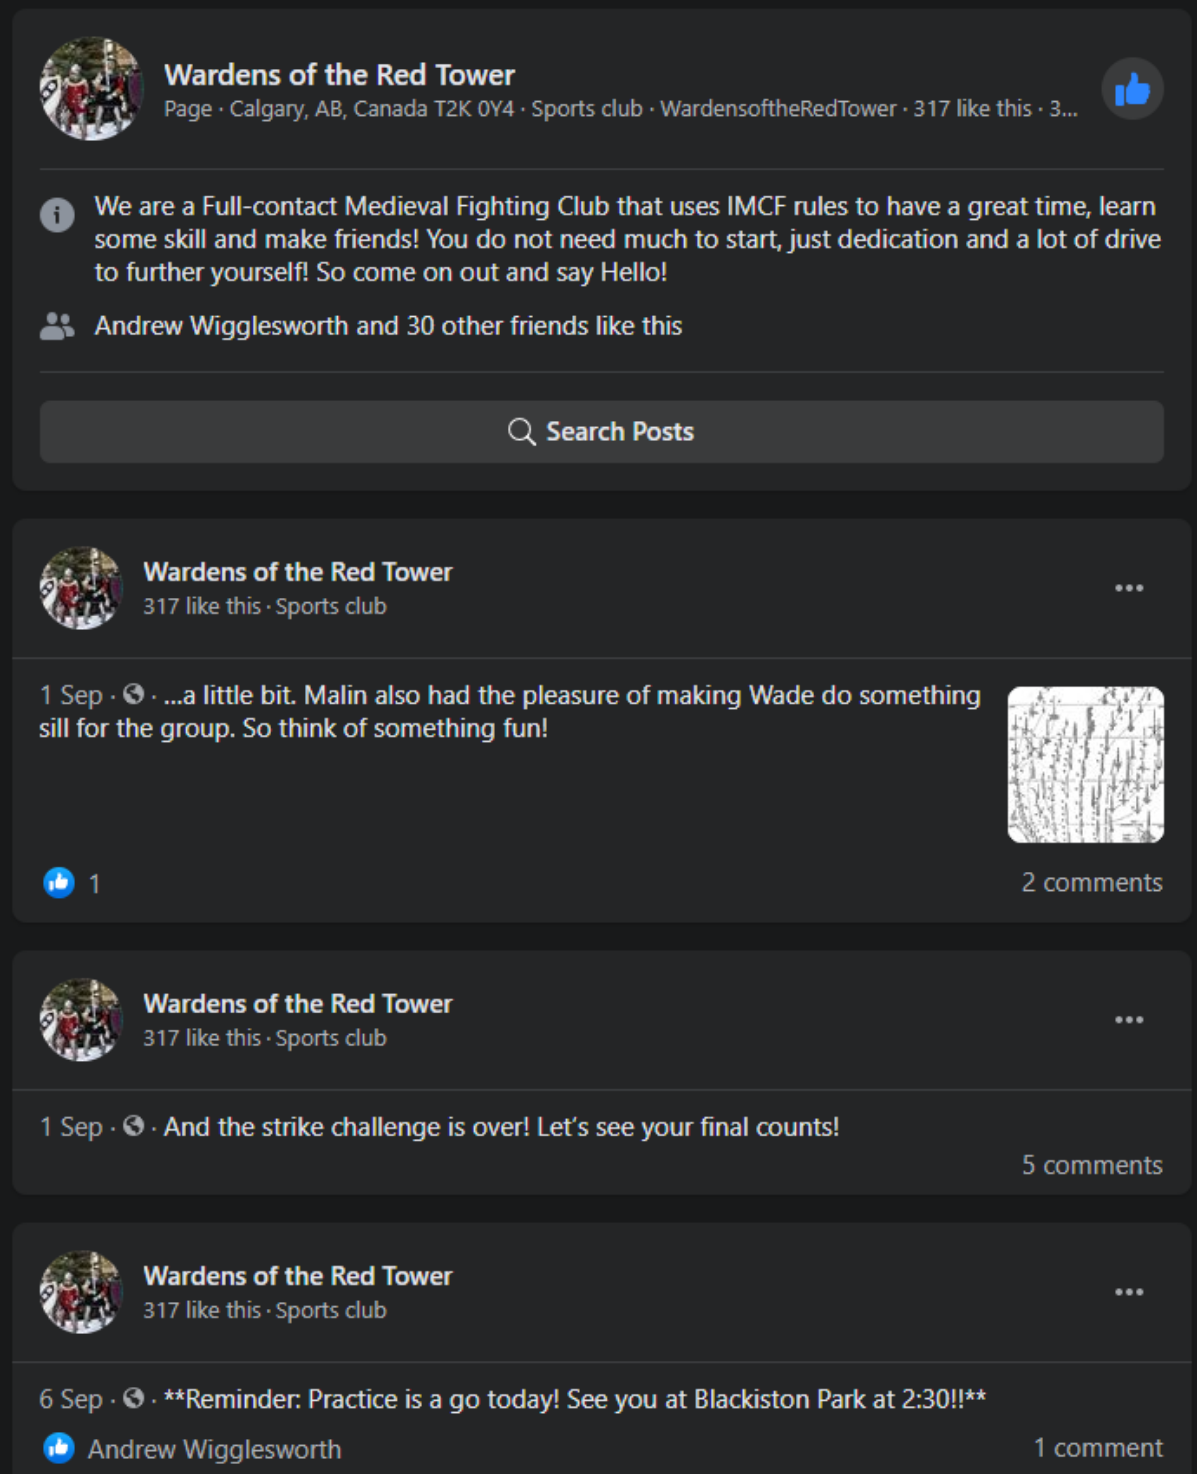 Wardens of the Red Tower
Page · Calgary, AB, Canada T2K 0Y4 · Sports club · WardensoftheRedTower · 317 like this · 3...
We are a Full-contact Medieval Fighting Club that uses IMCF rules to have a great time, learn
some skill and make friends! You do not need much to start, just dedication and a lot of drive
to further yourself! So come on out and say Hello!
Andrew Wigglesworth and 30 other friends like this
Search Posts
Wardens of the Red Tower
317 like this · Sports club
1 Sep · · ...a little bit. Malin also had the pleasure of making Wade do something
sill for the group. So think of something fun!
1
2 comments
Wardens of the Red Tower
317 like this · Sports club
1 Sep · · And the strike challenge is over! Let's see your final counts!
5 comments
Wardens of the Red Tower
317 like this · Sports club
6 Sep · · **Reminder: Practice is a go today! See you at Blackiston Park at 2:30!!**
Andrew Wigglesworth
1 comment